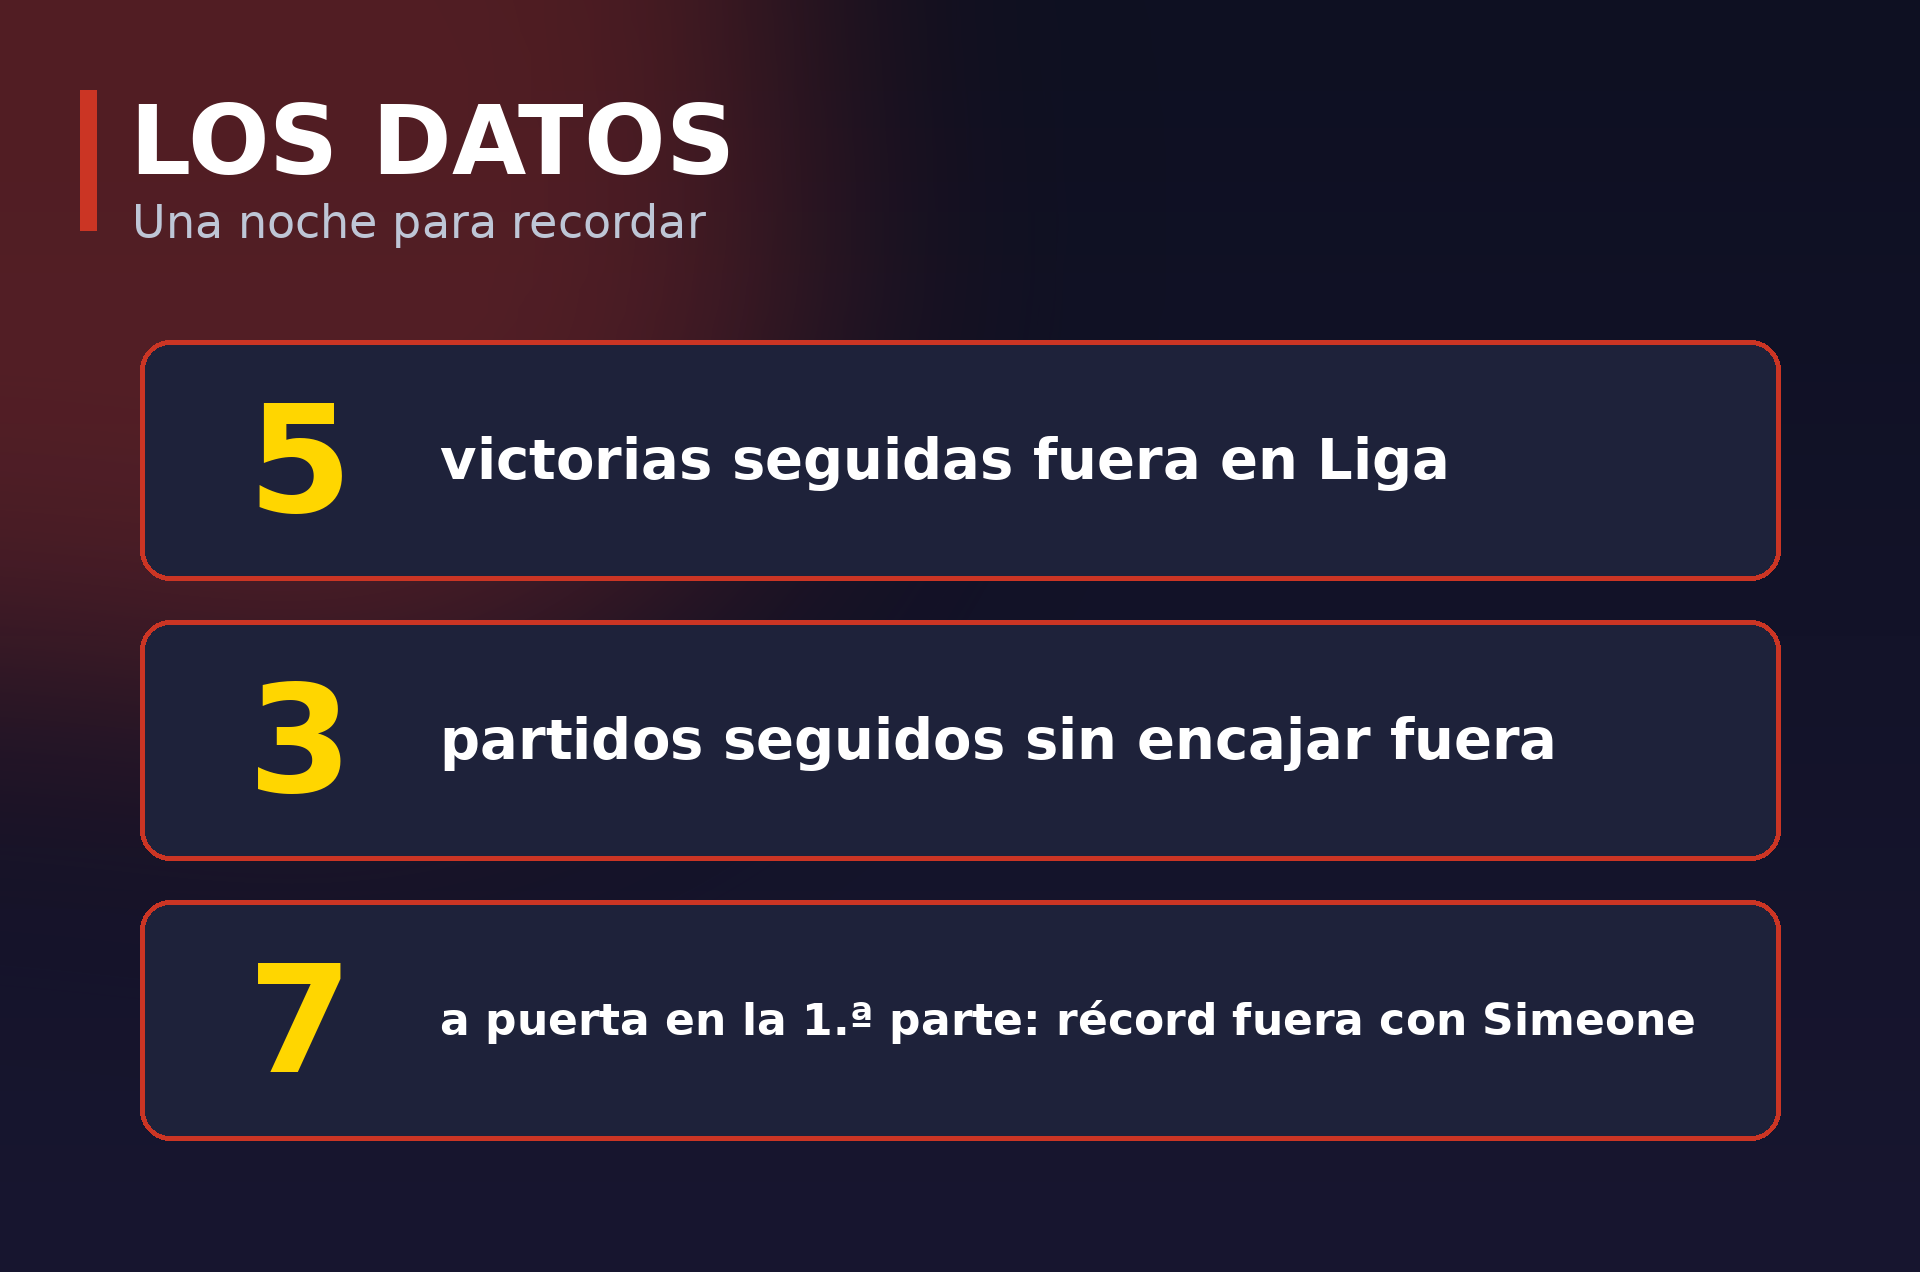 LOS DATOS
Una noche para recordar
5 victorias seguidas fuera en Liga
3 partidos seguidos sin encajar fuera
7 a puerta en la 1.ª parte: récord fuera con Simeone